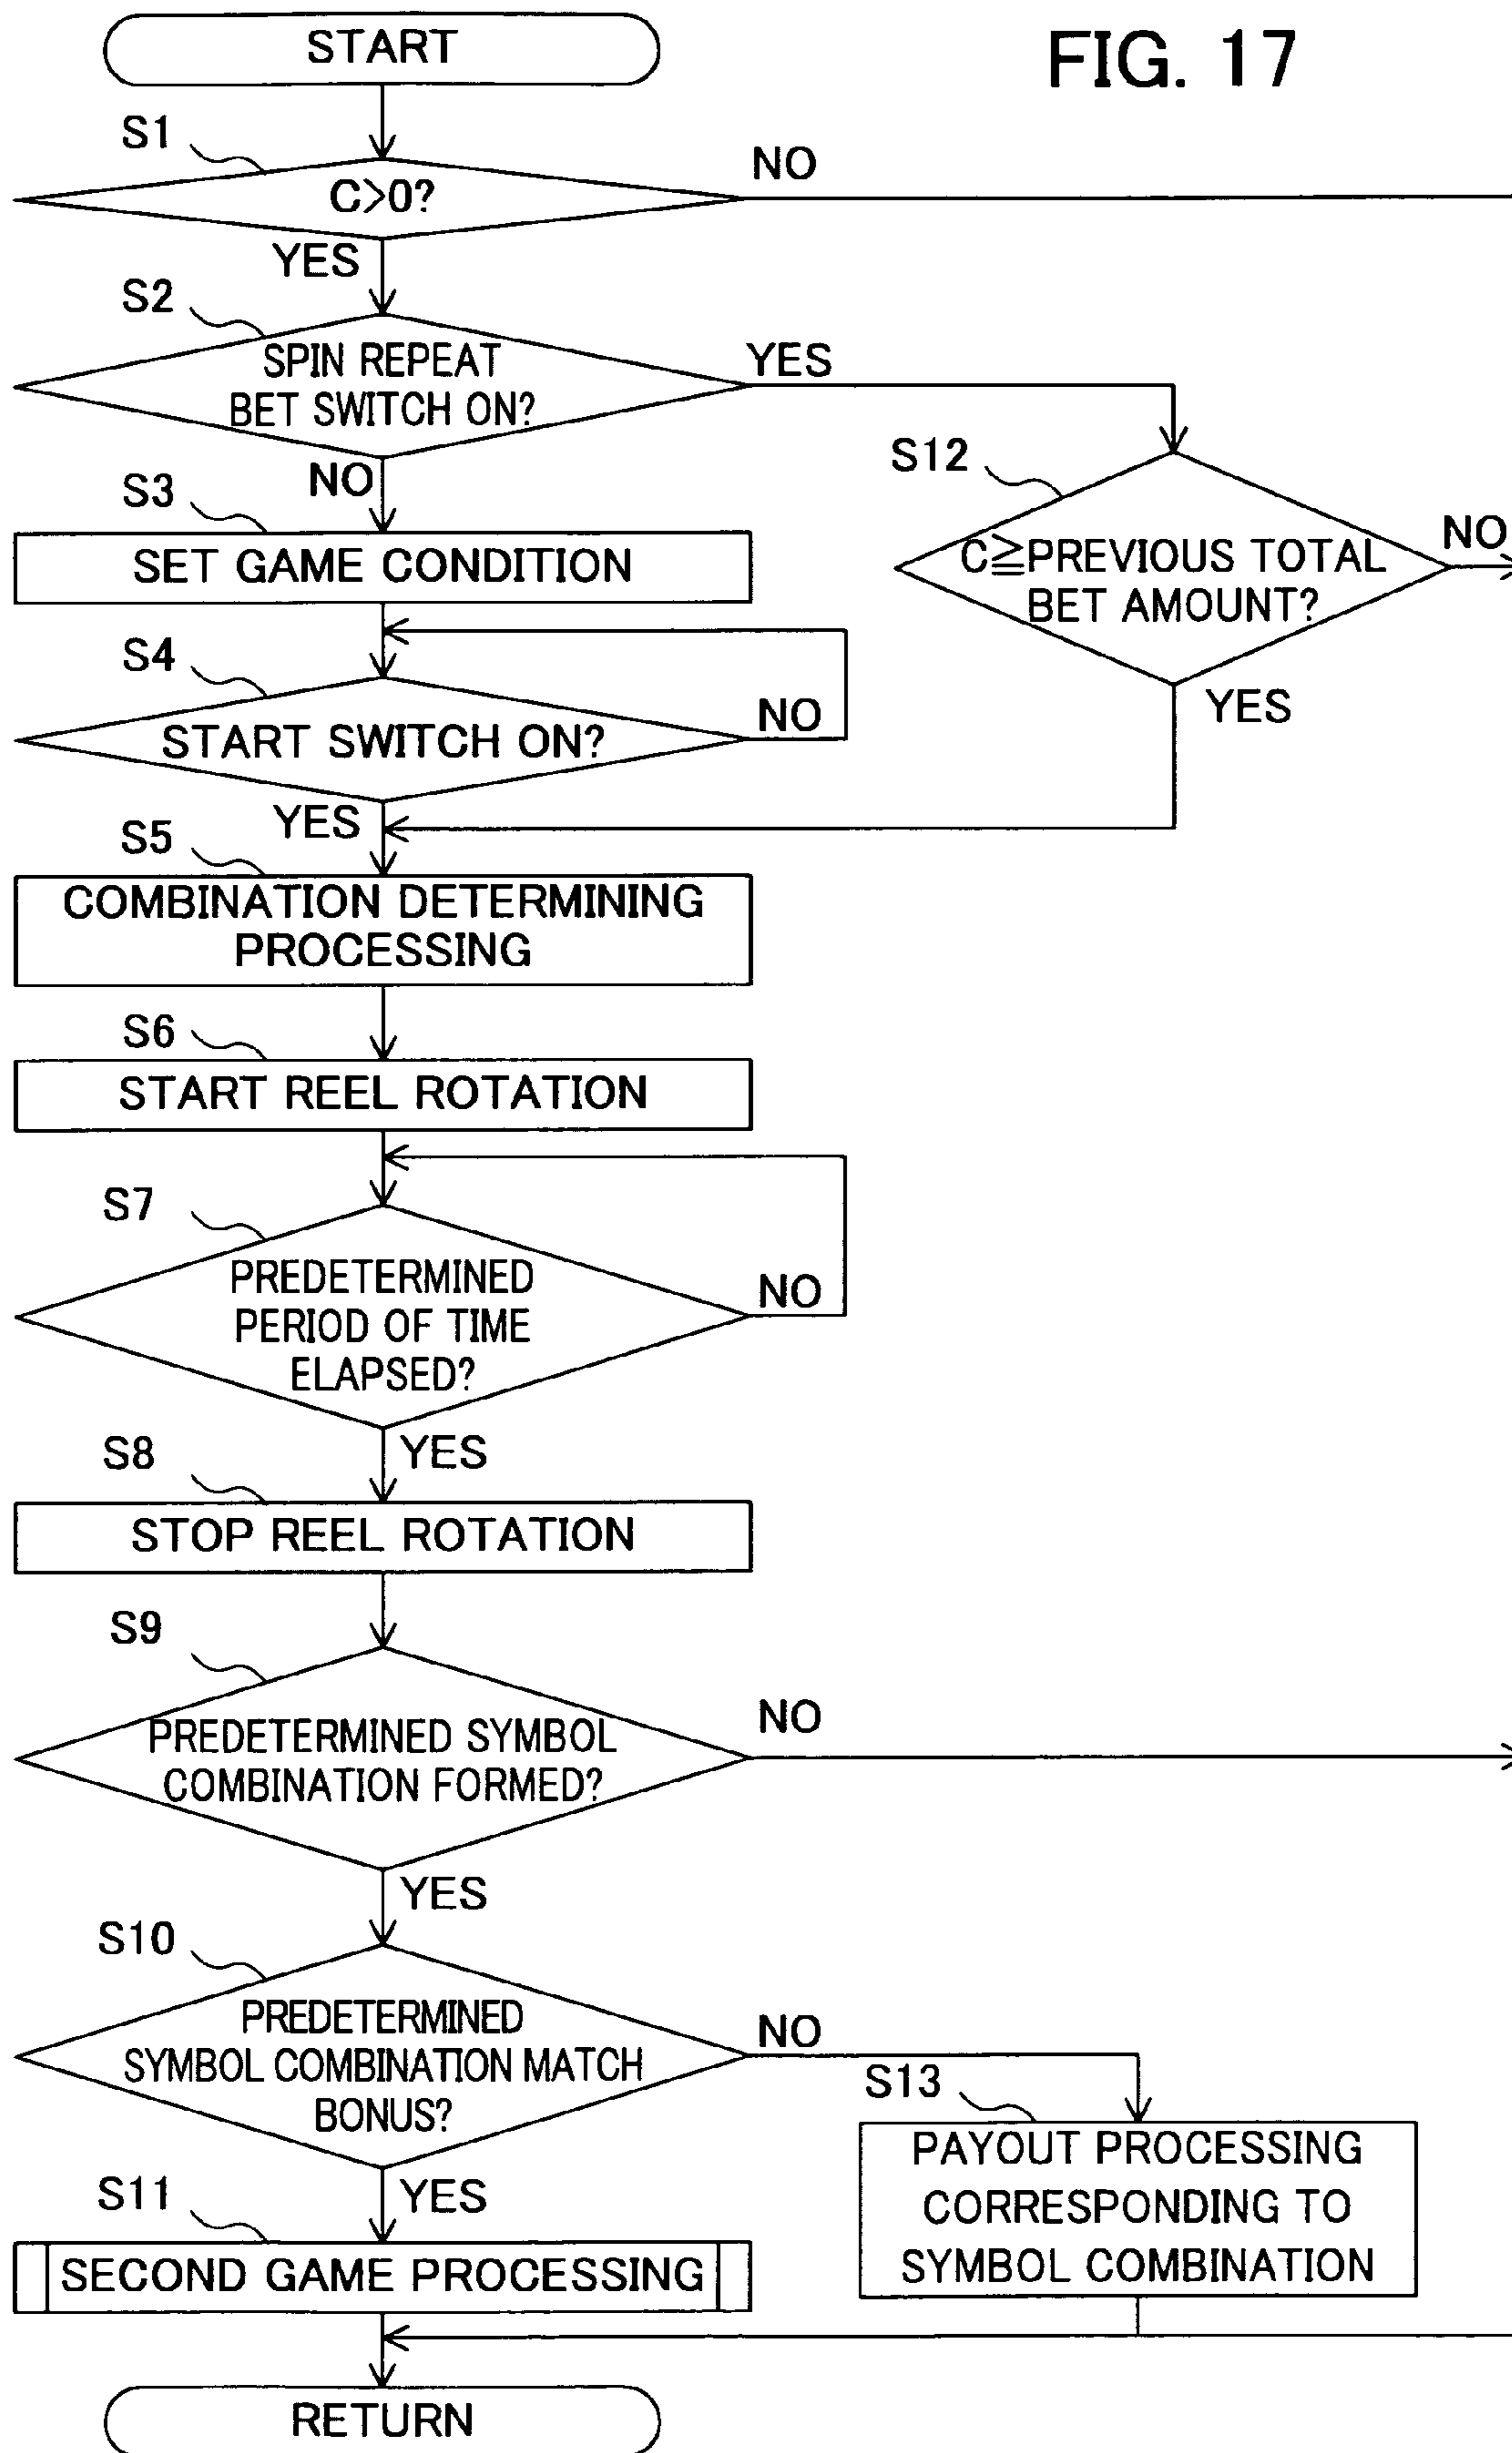 FIG. 17
START
S1
C>0?
NO
YES
S2
SPIN REPEAT
BET SWITCH ON?
YES
NO
S12
C≧PREVIOUS TOTAL
BET AMOUNT?
NO
YES
S3
SET GAME CONDITION
S4
START SWITCH ON?
NO
YES
S5
COMBINATION DETERMINING
PROCESSING
S6
START REEL ROTATION
S7
PREDETERMINED
PERIOD OF TIME
ELAPSED?
NO
YES
S8
STOP REEL ROTATION
S9
PREDETERMINED SYMBOL
COMBINATION FORMED?
NO
YES
S10
PREDETERMINED
SYMBOL COMBINATION MATCH
BONUS?
NO
YES
S13
PAYOUT PROCESSING
CORRESPONDING TO
SYMBOL COMBINATION
S11
SECOND GAME PROCESSING
RETURN